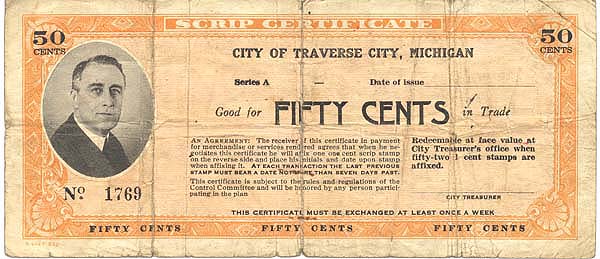 SCRIP CERTIFICATE
50 CENTS
50 CENTS
CITY OF TRAVERSE CITY, MICHIGAN
Series A — Date of issue
Good for FIFTY CENTS in Trade
AN AGREEMENT: The receiver of this certificate in payment
for merchandise or services rendered agrees that when he ne-
gotiates this certificate he will affix one one cent scrip stamp
on the reverse side and place his initials and date upon stamp
when affixing it. AT EACH TRANSACTION THE LAST PREVIOUS
STAMP MUST BEAR A DATE NOT MORE THAN SEVEN DAYS PAST.
This certificate is subject to the rules and regulations of the
Control Committee and will be honored by any person partici-
pating in the plan
Redeemable at face value at
City Treasurer's office when
fifty-two 1 cent stamps are
affixed.
No. 1769
CITY TREASURER
THIS CERTIFICATE MUST BE EXCHANGED AT LEAST ONCE A WEEK
FIFTY CENTS FIFTY CENTS FIFTY CENTS